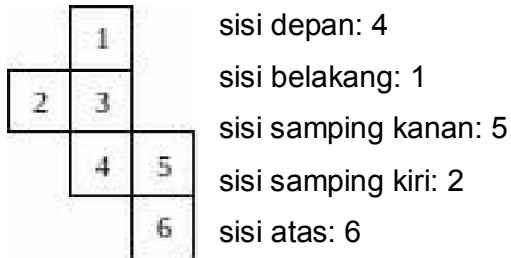 1
2 3
4 5
6
sisi depan: 4
sisi belakang: 1
sisi samping kanan: 5
sisi samping kiri: 2
sisi atas: 6